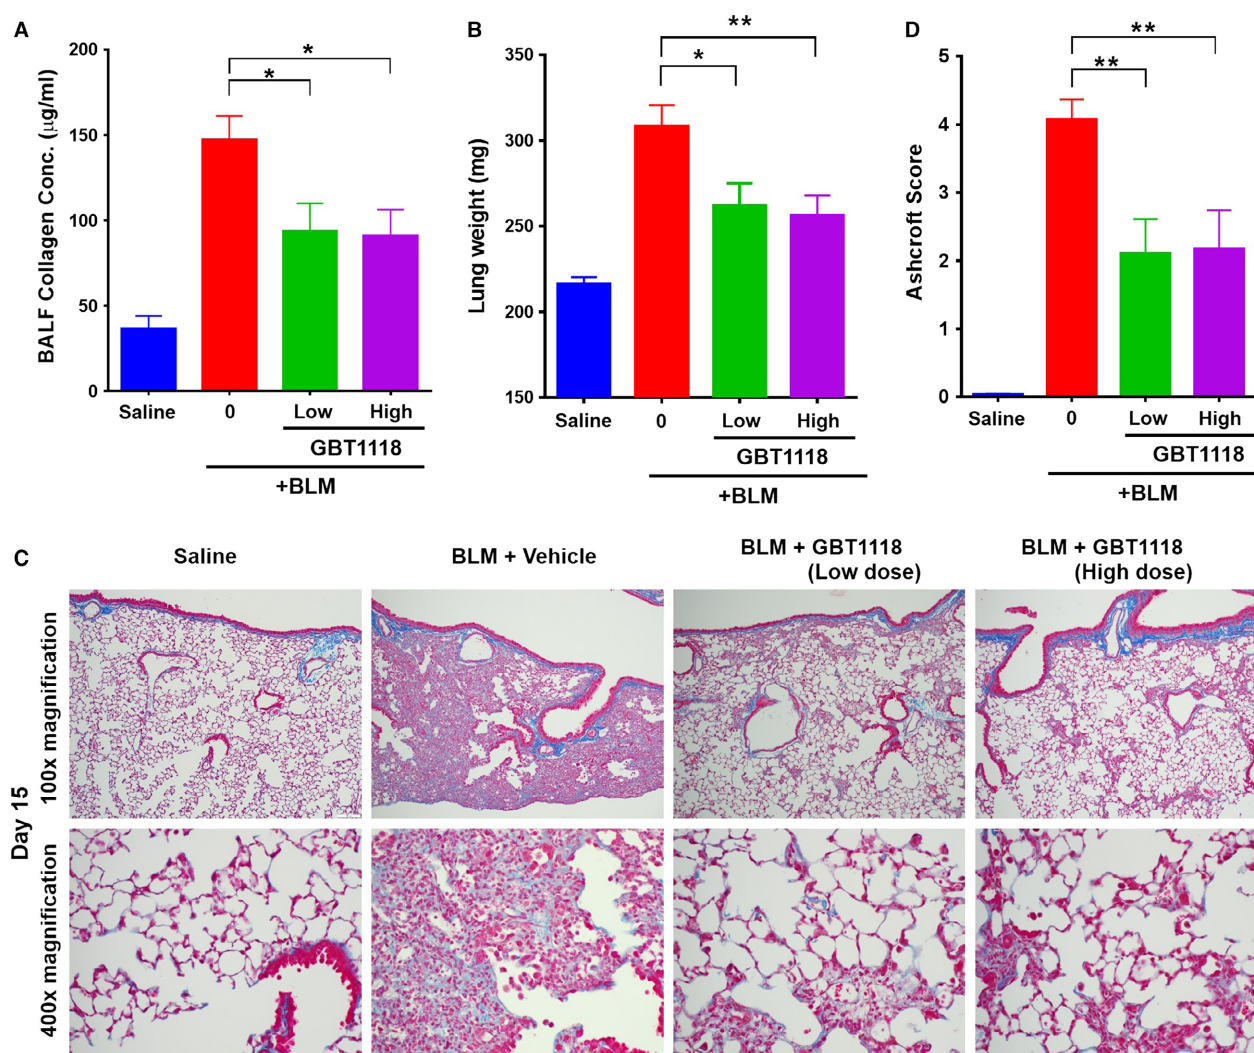 A
BALF Collagen Conc. (µg/ml)
200
150
100
50
0
*
*
Saline
0
Low
High
GBT1118
+BLM
B
Lung weight (mg)
350
300
250
200
150
**
*
Saline
0
Low
High
GBT1118
+BLM
D
Ashcroft Score
5
4
3
2
1
0
**
**
Saline
0
Low
High
GBT1118
+BLM
C
Saline
BLM + Vehicle
BLM + GBT1118
(Low dose)
BLM + GBT1118
(High dose)
Day 15
100x magnification
400x magnification